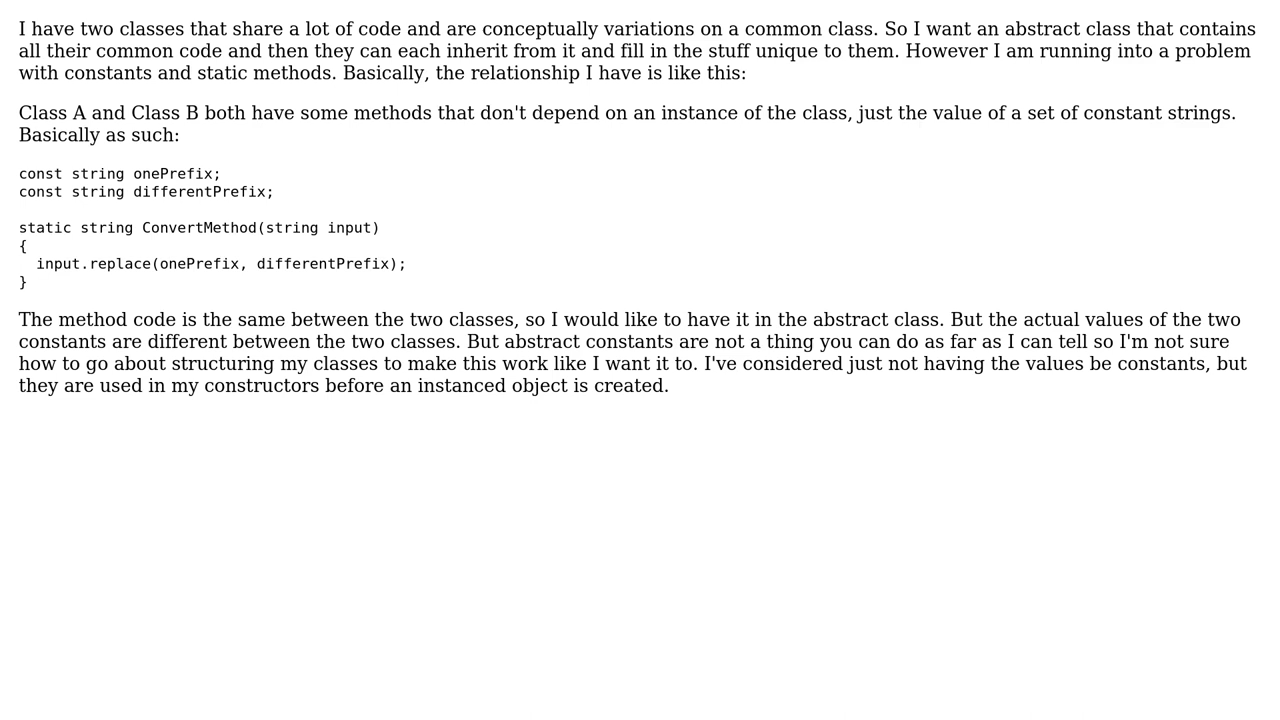 I have two classes that share a lot of code and are conceptually variations on a common class. So I want an abstract class that contains
all their common code and then they can each inherit from it and fill in the stuff unique to them. However I am running into a problem
with constants and static methods. Basically, the relationship I have is like this:
Class A and Class B both have some methods that don't depend on an instance of the class, just the value of a set of constant strings.
Basically as such:
const string onePrefix;
const string differentPrefix;
static string ConvertMethod(string input)
{
  input.replace(onePrefix, differentPrefix);
}
The method code is the same between the two classes, so I would like to have it in the abstract class. But the actual values of the two
constants are different between the two classes. But abstract constants are not a thing you can do as far as I can tell so I'm not sure
how to go about structuring my classes to make this work like I want it to. I've considered just not having the values be constants, but
they are used in my constructors before an instanced object is created.